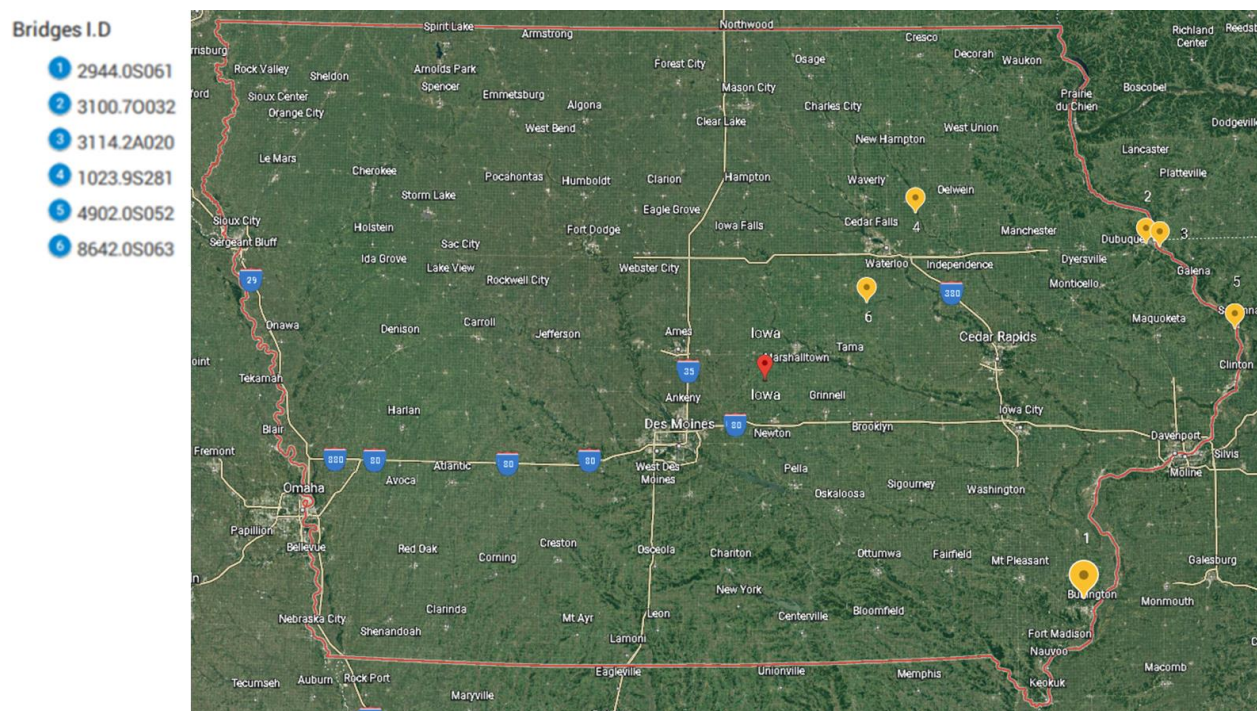 Bridges I.D
1 2944.0S061
2 3100.7O032
3 3114.2A020
4 1023.9S281
5 4902.0S052
6 8642.0S063
Spirit Lake
Armstrong
Northwood
Cresco
Decorah
Waukon
Richland
Center
Reedsbu
rrisburg
Rock Valley
Sheldon
Arnolds Park
Spencer
Emmetsburg
Algona
Forest City
Osage
Mason City
Prairie
du Chien
Boscobel
ford
Sioux Center
Orange City
West Bend
Clear Lake
Charles City
New Hampton
West Union
Dodgeville
Le Mars
Cherokee
Storm Lake
Pocahontas
Humboldt
Clarion
Hampton
Waverly
Oelwein
Lancaster
Platteville
Eagle Grove
Sioux City
Sergeant Bluff
Holstein
Sac City
Fort Dodge
Iowa Falls
Cedar Falls
4
Manchester
2
Dubuque
3
Ida Grove
Lake View
Rockwell City
Webster City
Waterloo
Independence
Dyersville
Galena
29
380
Monticello
5
Onawa
Denison
Carroll
Jefferson
Ames
Iowa
6
Tama
Cedar Rapids
Maquoketa
Marshalltown
Clinton
oint
Tekamah
Harlan
35
Ankeny
Iowa
Grinnell
Blair
Des Moines
80
Newton
Brooklyn
Iowa City
Davenport
Fremont
880
80
Atlantic
80
80
West Des
Moines
Pella
Silvis
Moline
Omaha
Avoca
Oskaloosa
Sigourney
Washington
Papillion
Bellevue
Red Oak
Corning
Creston
Osceola
Chariton
Ottumwa
Fairfield
Mt Pleasant
1
Galesburg
New York
Burlington
Monmouth
Nebraska City
Clarinda
Shenandoah
Mt Ayr
Leon
Centerville
Bloomfield
Fort Madison
Lamoni
Nauvoo
Tecumseh
Auburn
Rock Port
Maryville
Eagleville
Unionville
Memphis
Keokuk
Macomb